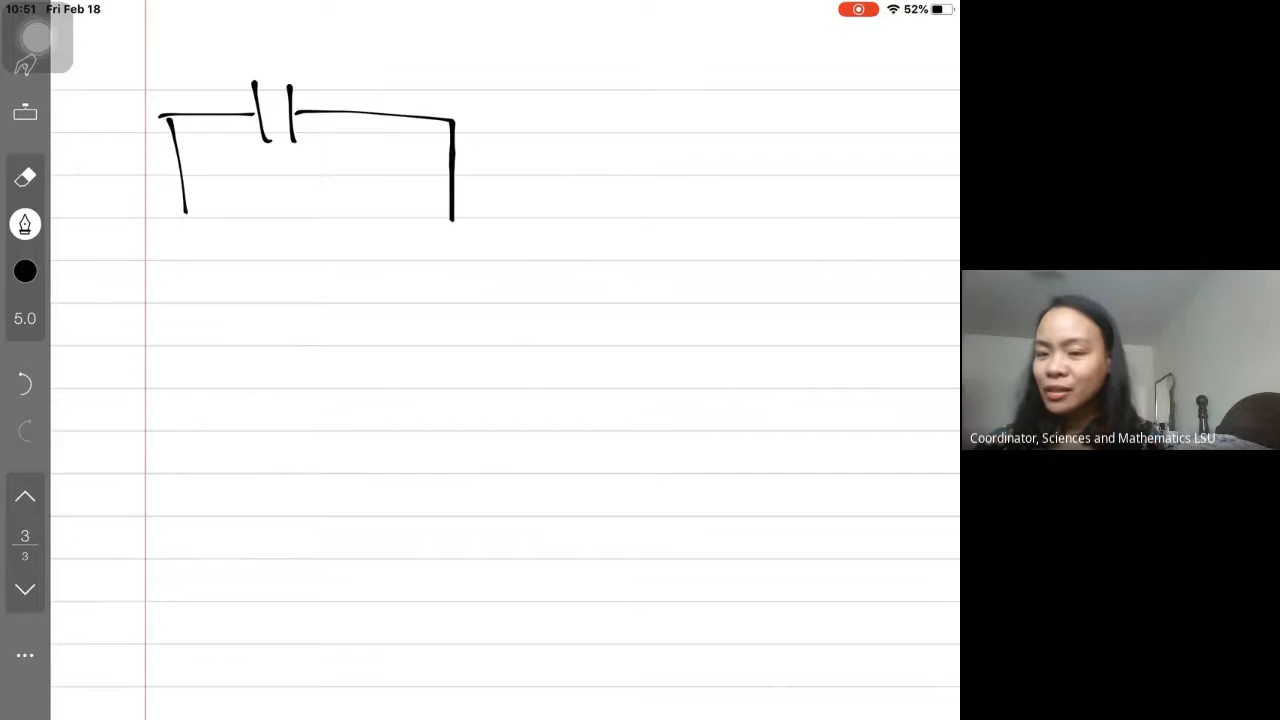 10:51 Fri Feb 18
52%
5.0
3
3
Coordinator, Sciences and Mathematics LSU